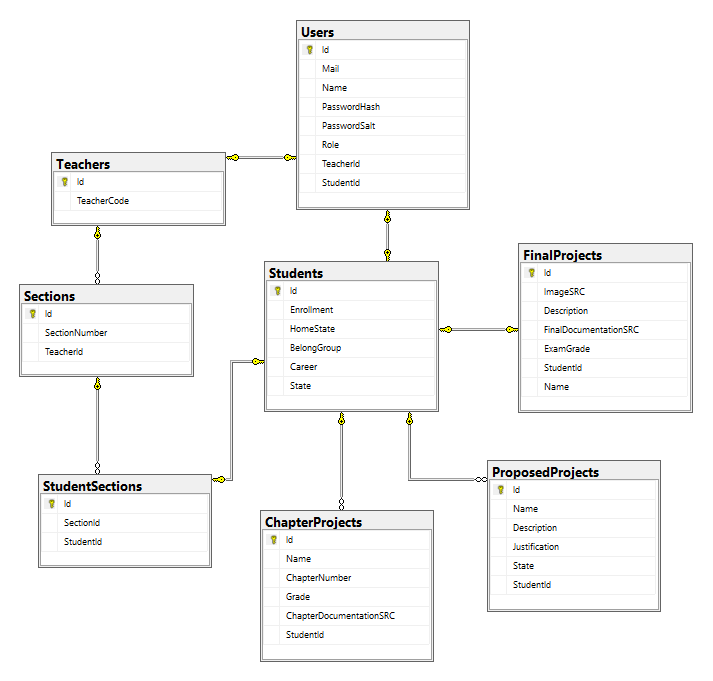 Users
Id
Mail
Name
PasswordHash
PasswordSalt
Role
TeacherId
StudentId
Teachers
Id
TeacherCode
Students
Id
Enrollment
HomeState
BelongGroup
Career
State
FinalProjects
Id
ImageSRC
Description
FinalDocumentationSRC
ExamGrade
StudentId
Name
Sections
Id
SectionNumber
TeacherId
StudentSections
Id
SectionId
StudentId
ChapterProjects
Id
Name
ChapterNumber
Grade
ChapterDocumentationSRC
StudentId
ProposedProjects
Id
Name
Description
Justification
State
StudentId